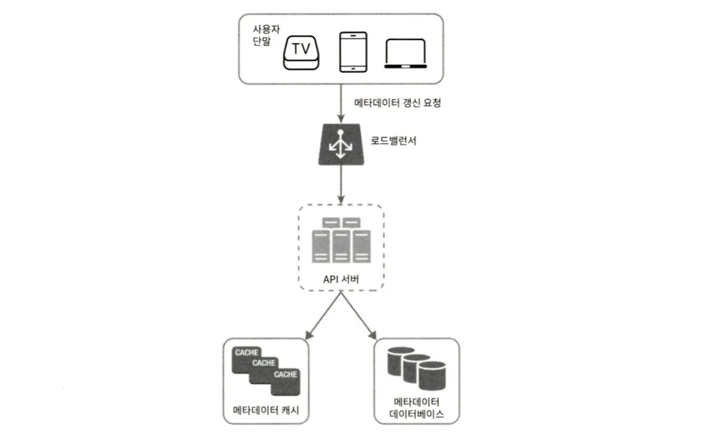 사용자
단말
TV
메타데이터 갱신 요청
로드밸런서
API 서버
CACHE
CACHE
CACHE
메타데이터 캐시
메타데이터
데이터베이스